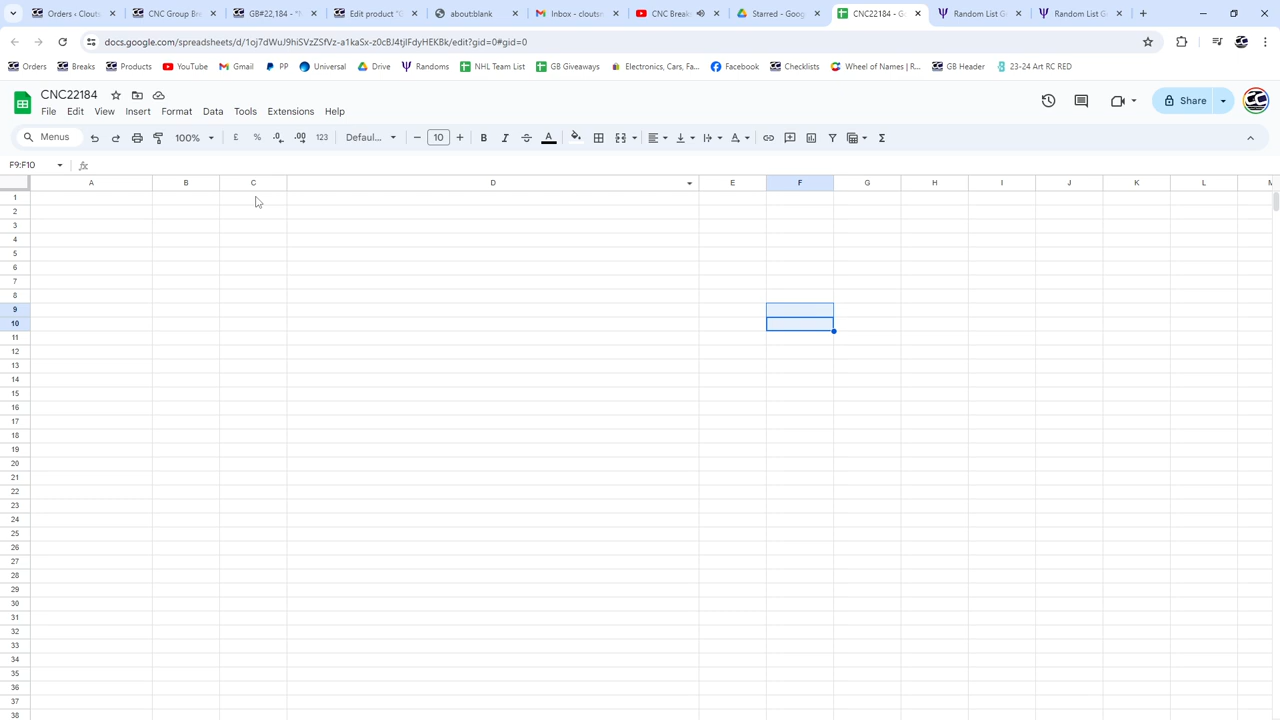 Orders · Clouts
CNC Group Bre
GB#22,184 - *h
Edit product "G
about:blank
Inbox - cloutse
CNC Break
Starred - Goog
CNC22184 - G
Random List G
Random List G
docs.google.com/spreadsheets/d/1oj7dWuJ9hiSVzZSfVz-a1kaSx-z0cBJ4tjlFdyHEKBk/edit?gid=0#gid=0
Orders
Breaks
Products
YouTube
Gmail
PP
Universal
Drive
Randoms
NHL Team List
GB Giveaways
Electronics, Cars, Fa...
Facebook
Checklists
Wheel of Names | R...
GB Header
23-24 Art RC RED
CNC22184
File Edit View Insert Format Data Tools Extensions Help
Share
Menus
100%
£ % .0 .00 123
Defaul...
10
B I A Σ
F9:F10
fx
A B C D E F G H I J K L M
1
2
3
4
5
6
7
8
9
10
11
12
13
14
15
16
17
18
19
20
21
22
23
24
25
26
27
28
29
30
31
32
33
34
35
36
37
38